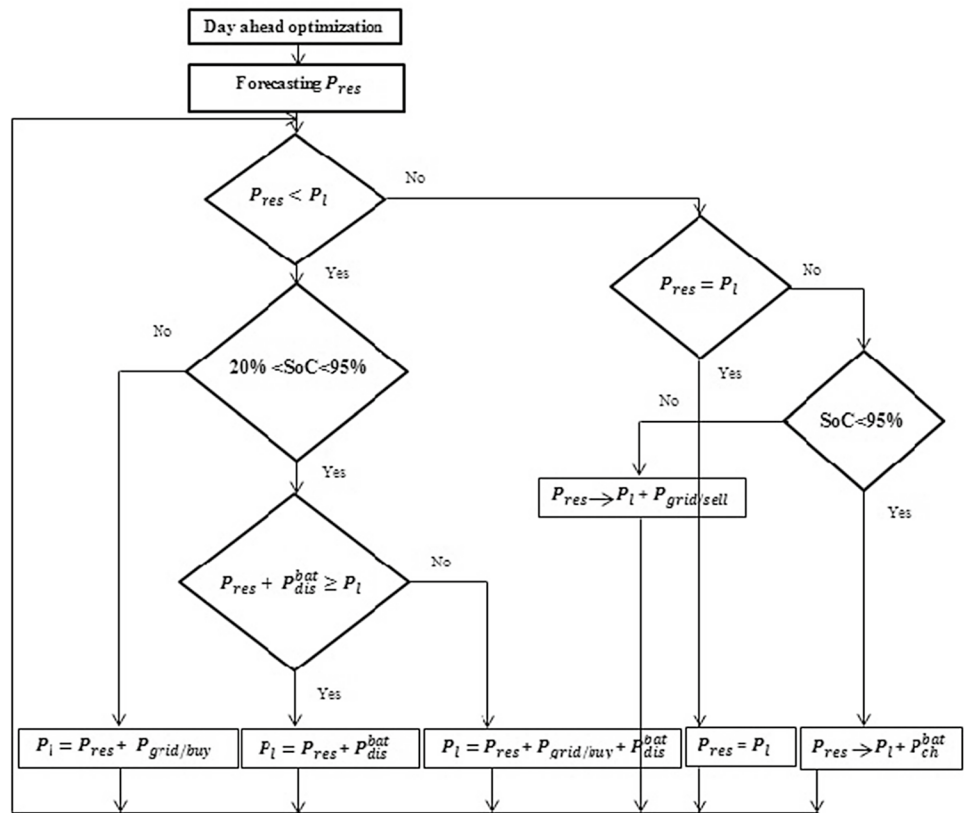 Day ahead optimization
Forecasting P_res
P_res < P_l
No
Yes
P_res = P_l
No
No
20% <SoC<95%
Yes
No
SoC<95%
Yes
P_res → P_l + P_grid/sell
Yes
P_res + P_dis^bat ≥ P_l
No
Yes
P_l = P_res + P_grid/buy
P_l = P_res + P_dis^bat
P_l = P_res + P_grid/buy + P_dis^bat
P_res = P_l
P_res → P_l + P_ch^bat